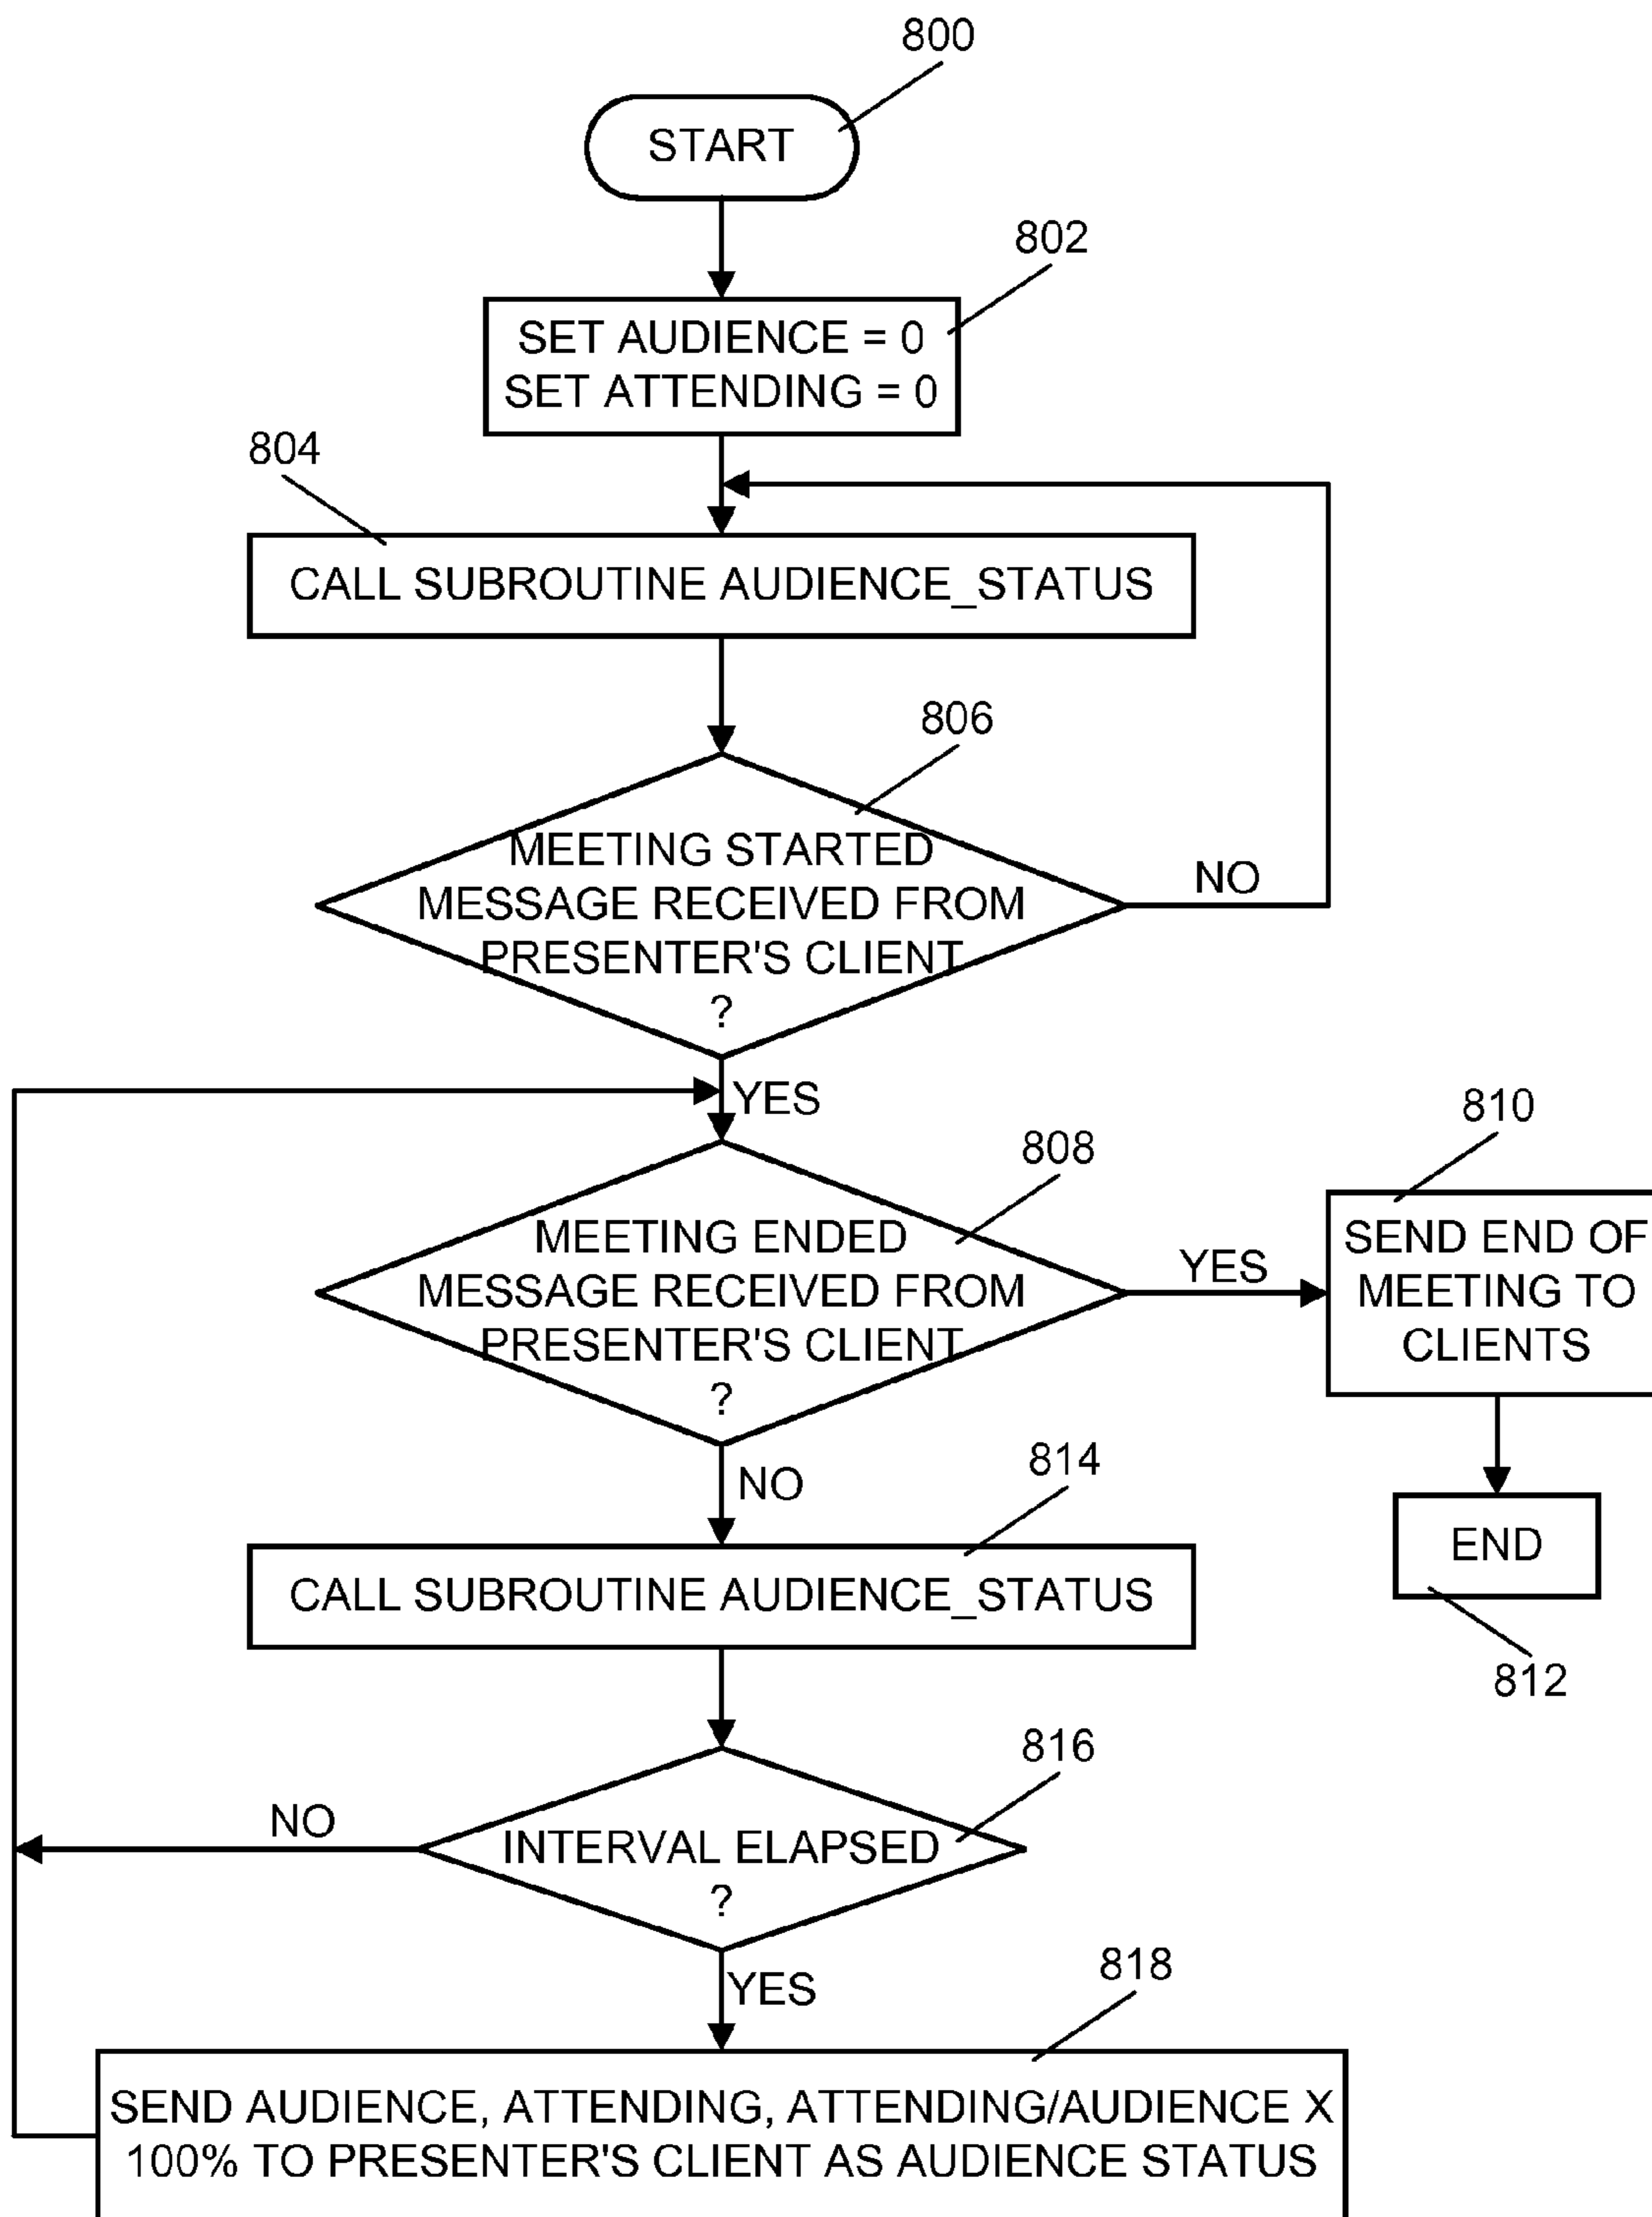 800
START
802
SET AUDIENCE = 0
SET ATTENDING = 0
804
CALL SUBROUTINE AUDIENCE_STATUS
806
MEETING STARTED
MESSAGE RECEIVED FROM
PRESENTER'S CLIENT
?
NO
YES
808
MEETING ENDED
MESSAGE RECEIVED FROM
PRESENTER'S CLIENT
?
YES
810
SEND END OF
MEETING TO
CLIENTS
END
812
NO
814
CALL SUBROUTINE AUDIENCE_STATUS
816
INTERVAL ELAPSED
?
NO
YES
818
SEND AUDIENCE, ATTENDING, ATTENDING/AUDIENCE X
100% TO PRESENTER'S CLIENT AS AUDIENCE STATUS